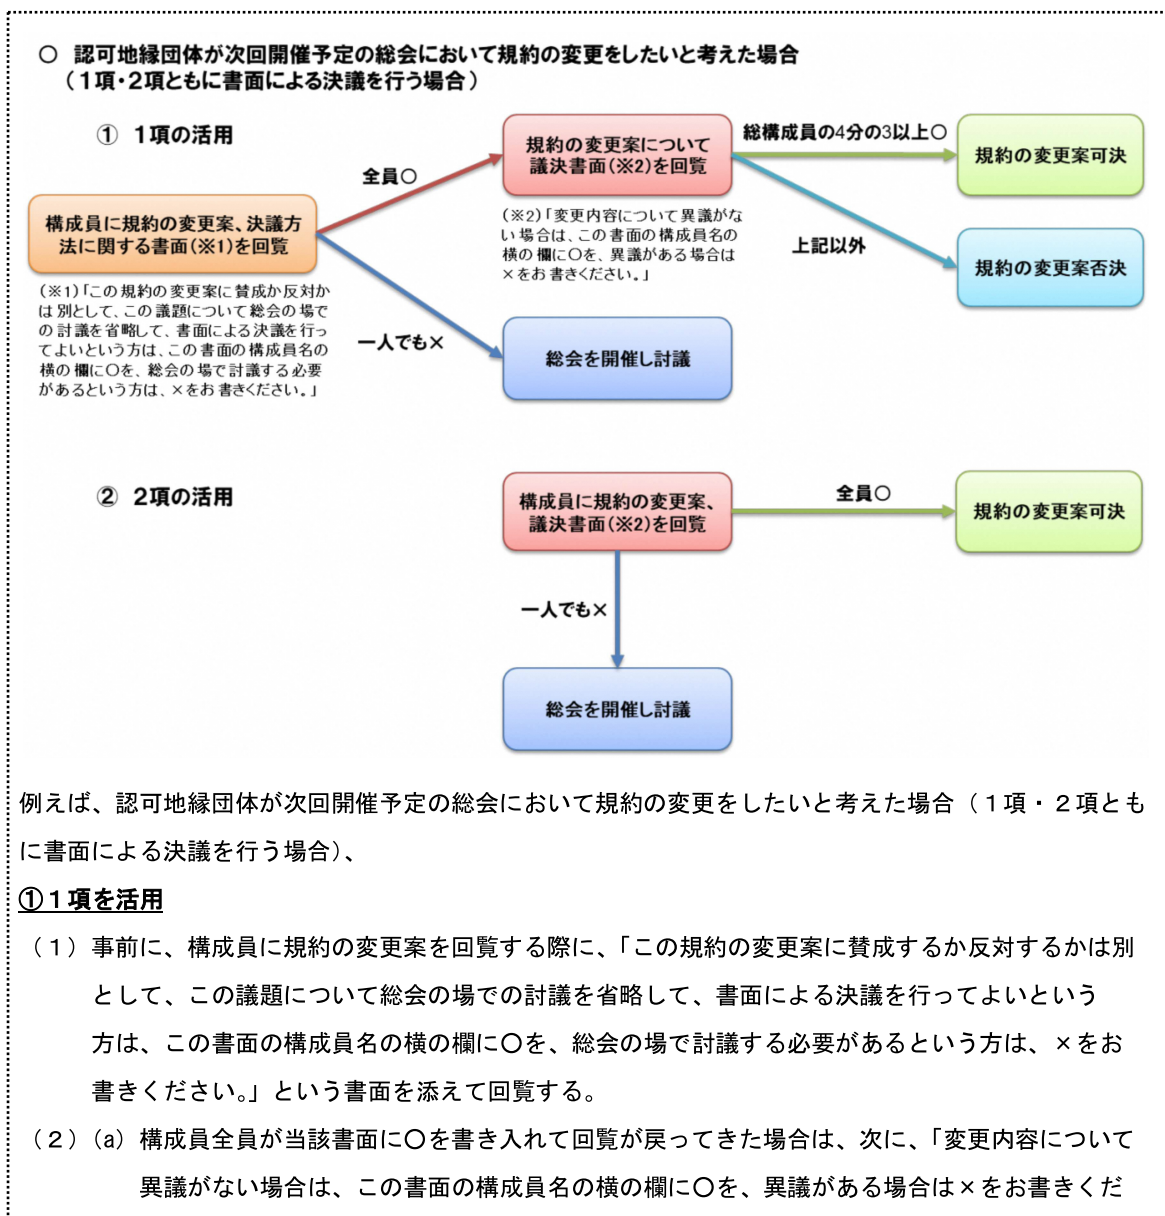 ○ 認可地縁団体が次回開催予定の総会において規約の変更をしたいと考えた場合
(1項・2項ともに書面による決議を行う場合)
① 1項の活用
構成員に規約の変更案、決議方
法に関する書面(※1)を回覧
(※1)「この規約の変更案に賛成か反対か
は別として、この議題について総会の場で
の討議を省略して、書面による決議を行っ
てよいという方は、この書面の構成員名の
横の欄に○を、総会の場で討議する必要
があるという方は、×をお書きください。」
全員○
一人でも×
規約の変更案について
議決書面(※2)を回覧
(※2)「変更内容について異議がな
い場合は、この書面の構成員名の
横の欄に○を、異議がある場合は
×をお書きください。」
総構成員の4分の3以上○
上記以外
規約の変更案可決
規約の変更案否決
総会を開催し討議
② 2項の活用
構成員に規約の変更案、
議決書面(※2)を回覧
全員○
規約の変更案可決
一人でも×
総会を開催し討議
例えば、認可地縁団体が次回開催予定の総会において規約の変更をしたいと考えた場合(1項・2項とも
に書面による決議を行う場合)、
①1項を活用
(1)事前に、構成員に規約の変更案を回覧する際に、「この規約の変更案に賛成するか反対するかは別
として、この議題について総会の場での討議を省略して、書面による決議を行ってよいという
方は、この書面の構成員名の横の欄に○を、総会の場で討議する必要があるという方は、×をお
書きください。」という書面を添えて回覧する。
(2)(a) 構成員全員が当該書面に○を書き入れて回覧が戻ってきた場合は、次に、「変更内容について
異議がない場合は、この書面の構成員名の横の欄に○を、異議がある場合は×をお書きくだ